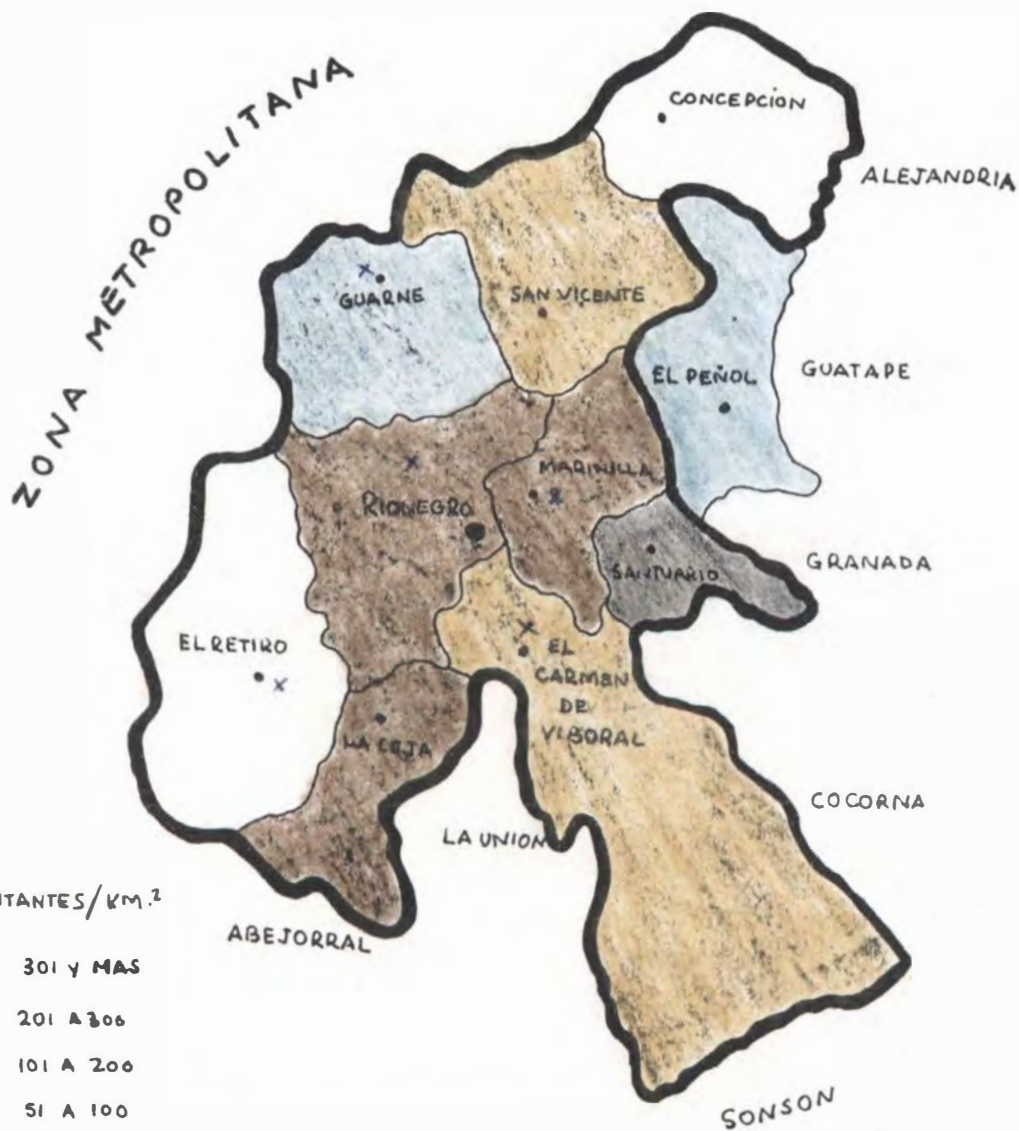 ZONA METROPOLITANA
CONCEPCION
ALEJANDRIA
GUARNE
SAN VICENTE
EL PEÑOL
GUATAPE
MARINILLA
RIONEGRO
SANTUARIO
GRANADA
EL RETIRO
EL
CARMEN
DE
VIBORAL
LA CEJA
COCORNA
LA UNION
ABEJORRAL
SONSON
ITANTES/KM.²
301 Y MAS
201 A 300
101 A 200
51 A 100